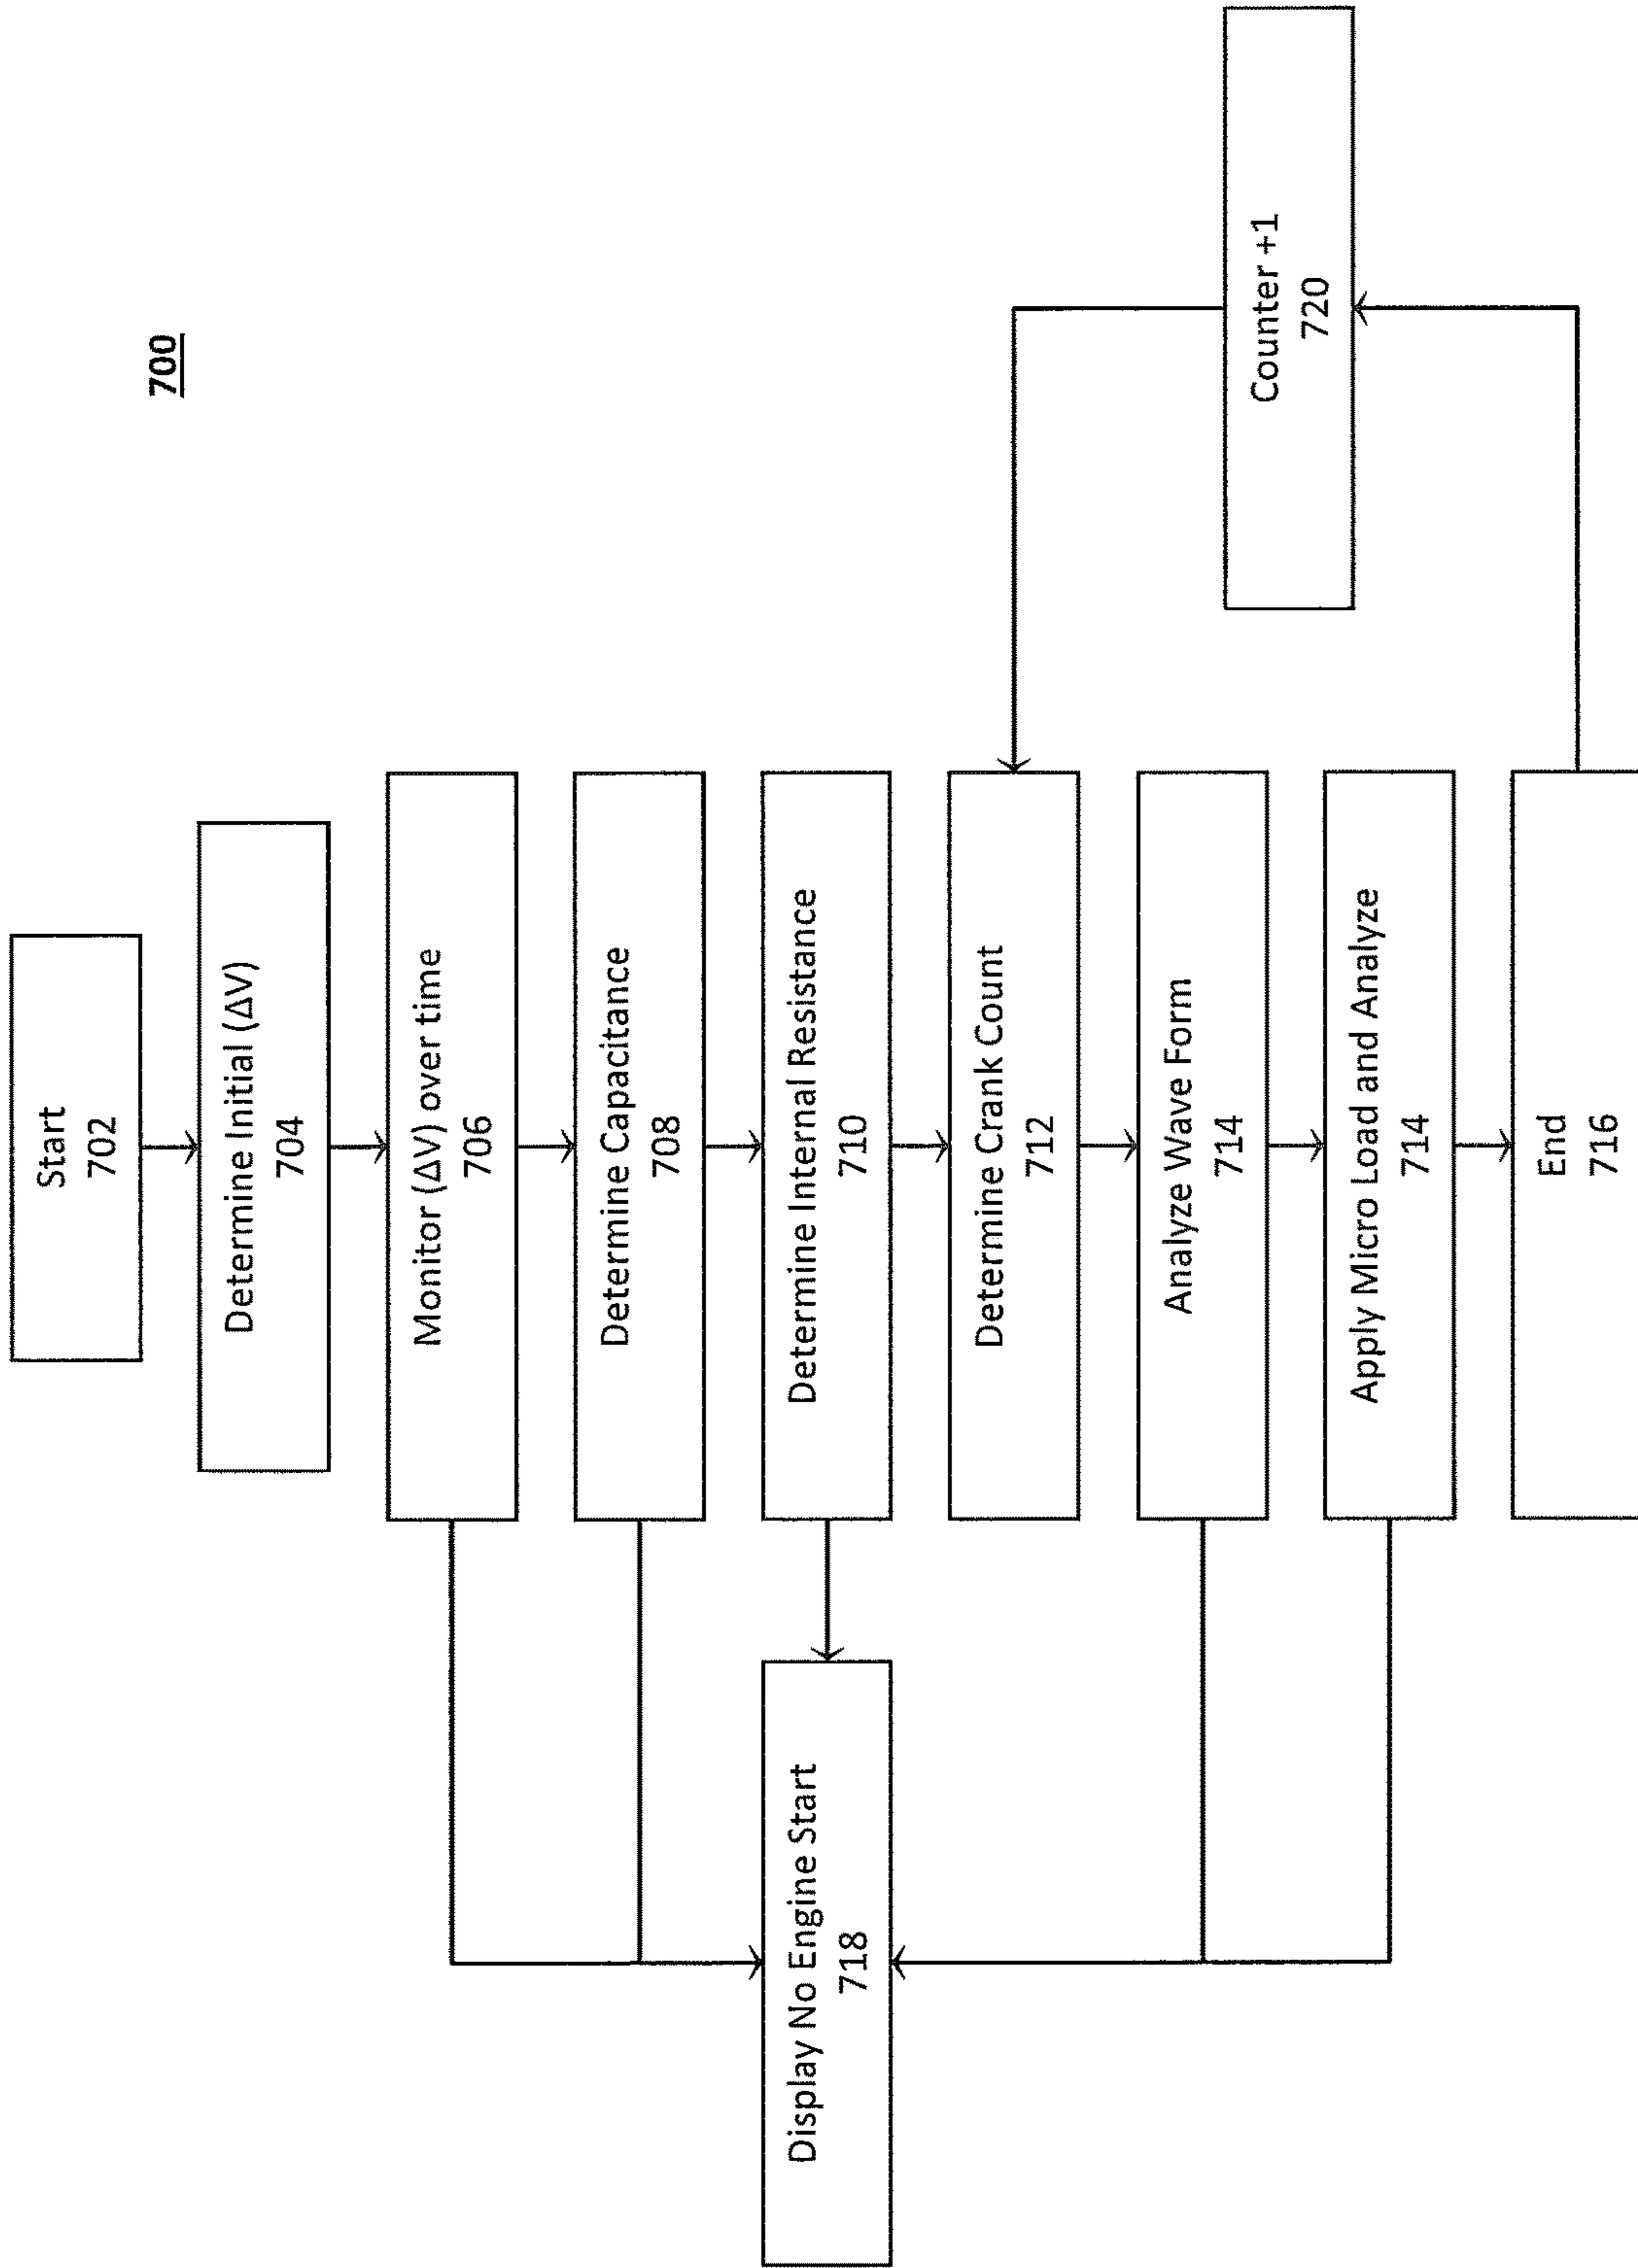 700
Start
702
Determine Initial (ΔV)
704
Monitor (ΔV) over time
706
Determine Capacitance
708
Determine Internal Resistance
710
Display No Engine Start
718
Determine Crank Count
712
Analyze Wave Form
714
Counter +1
720
Apply Micro Load and Analyze
714
End
716